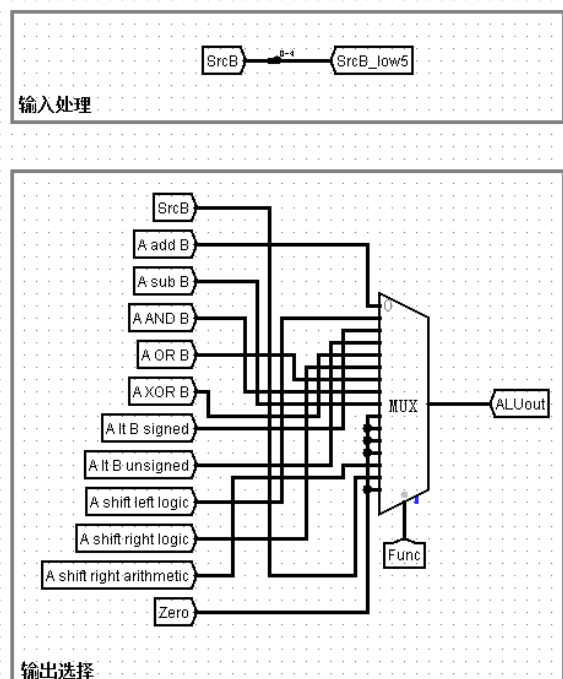 SrcB
0-4
SrcB_low5
输入处理
SrcB
A add B
A sub B
A AND B
A OR B
A XOR B
A lt B signed
A lt B unsigned
A shift left logic
A shift right logic
A shift right arithmetic
Zero
0
MUX
ALUout
Func
输出选择